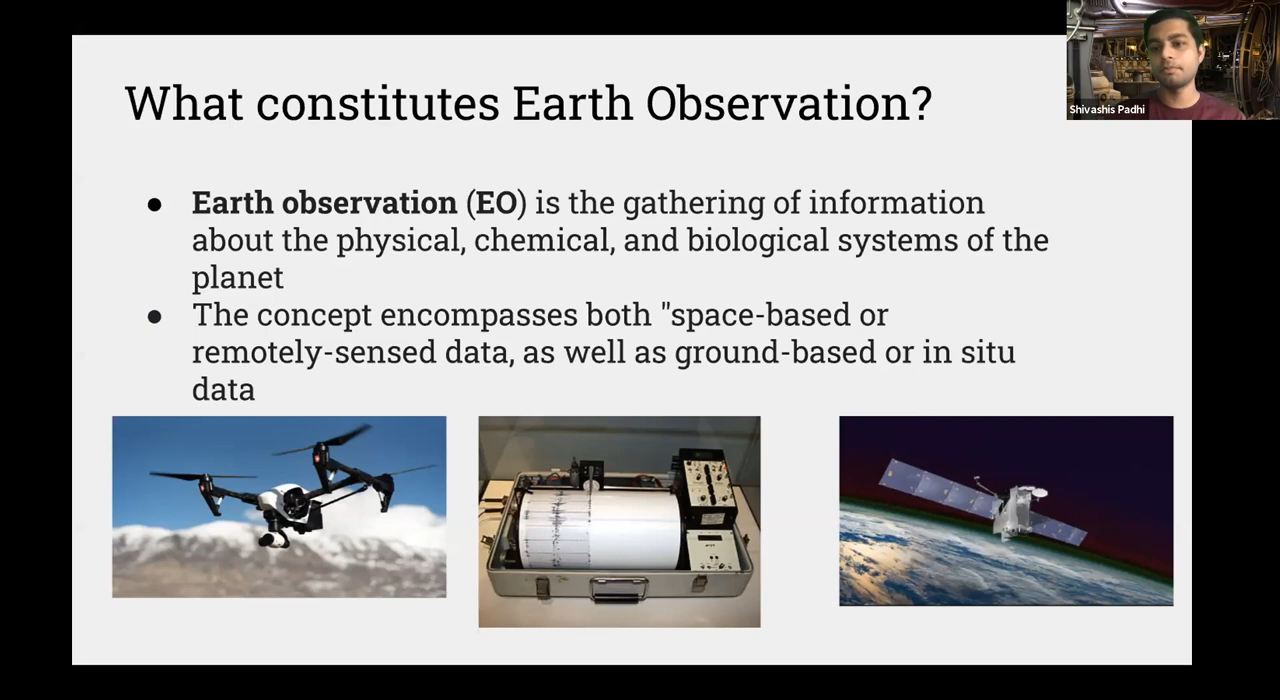 What constitutes Earth Observation?
Shivashis Padhi
● Earth observation (EO) is the gathering of information
about the physical, chemical, and biological systems of the
planet
● The concept encompasses both "space-based or
remotely-sensed data, as well as ground-based or in situ
data